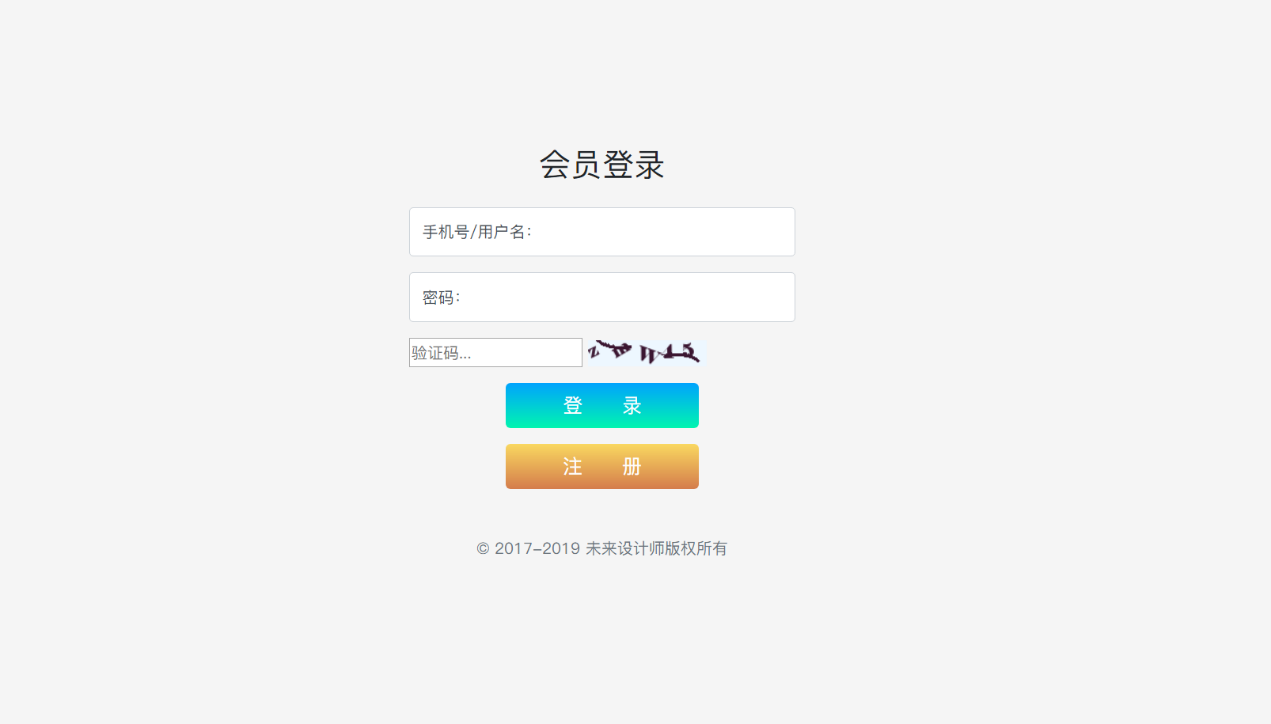 会员登录
手机号/用户名：
密码：
验证码...
登 录
注 册
© 2017-2019 未来设计师版权所有